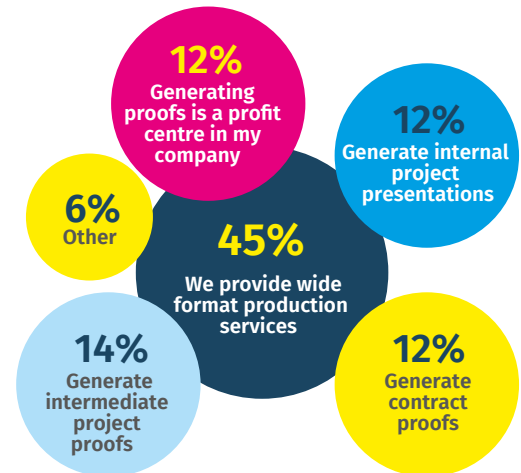 12%
Generating
proofs is a profit
centre in my
company
12%
Generate internal
project
presentations
6%
Other
45%
We provide wide
format production
services
14%
Generate
intermediate
project
proofs
12%
Generate
contract
proofs